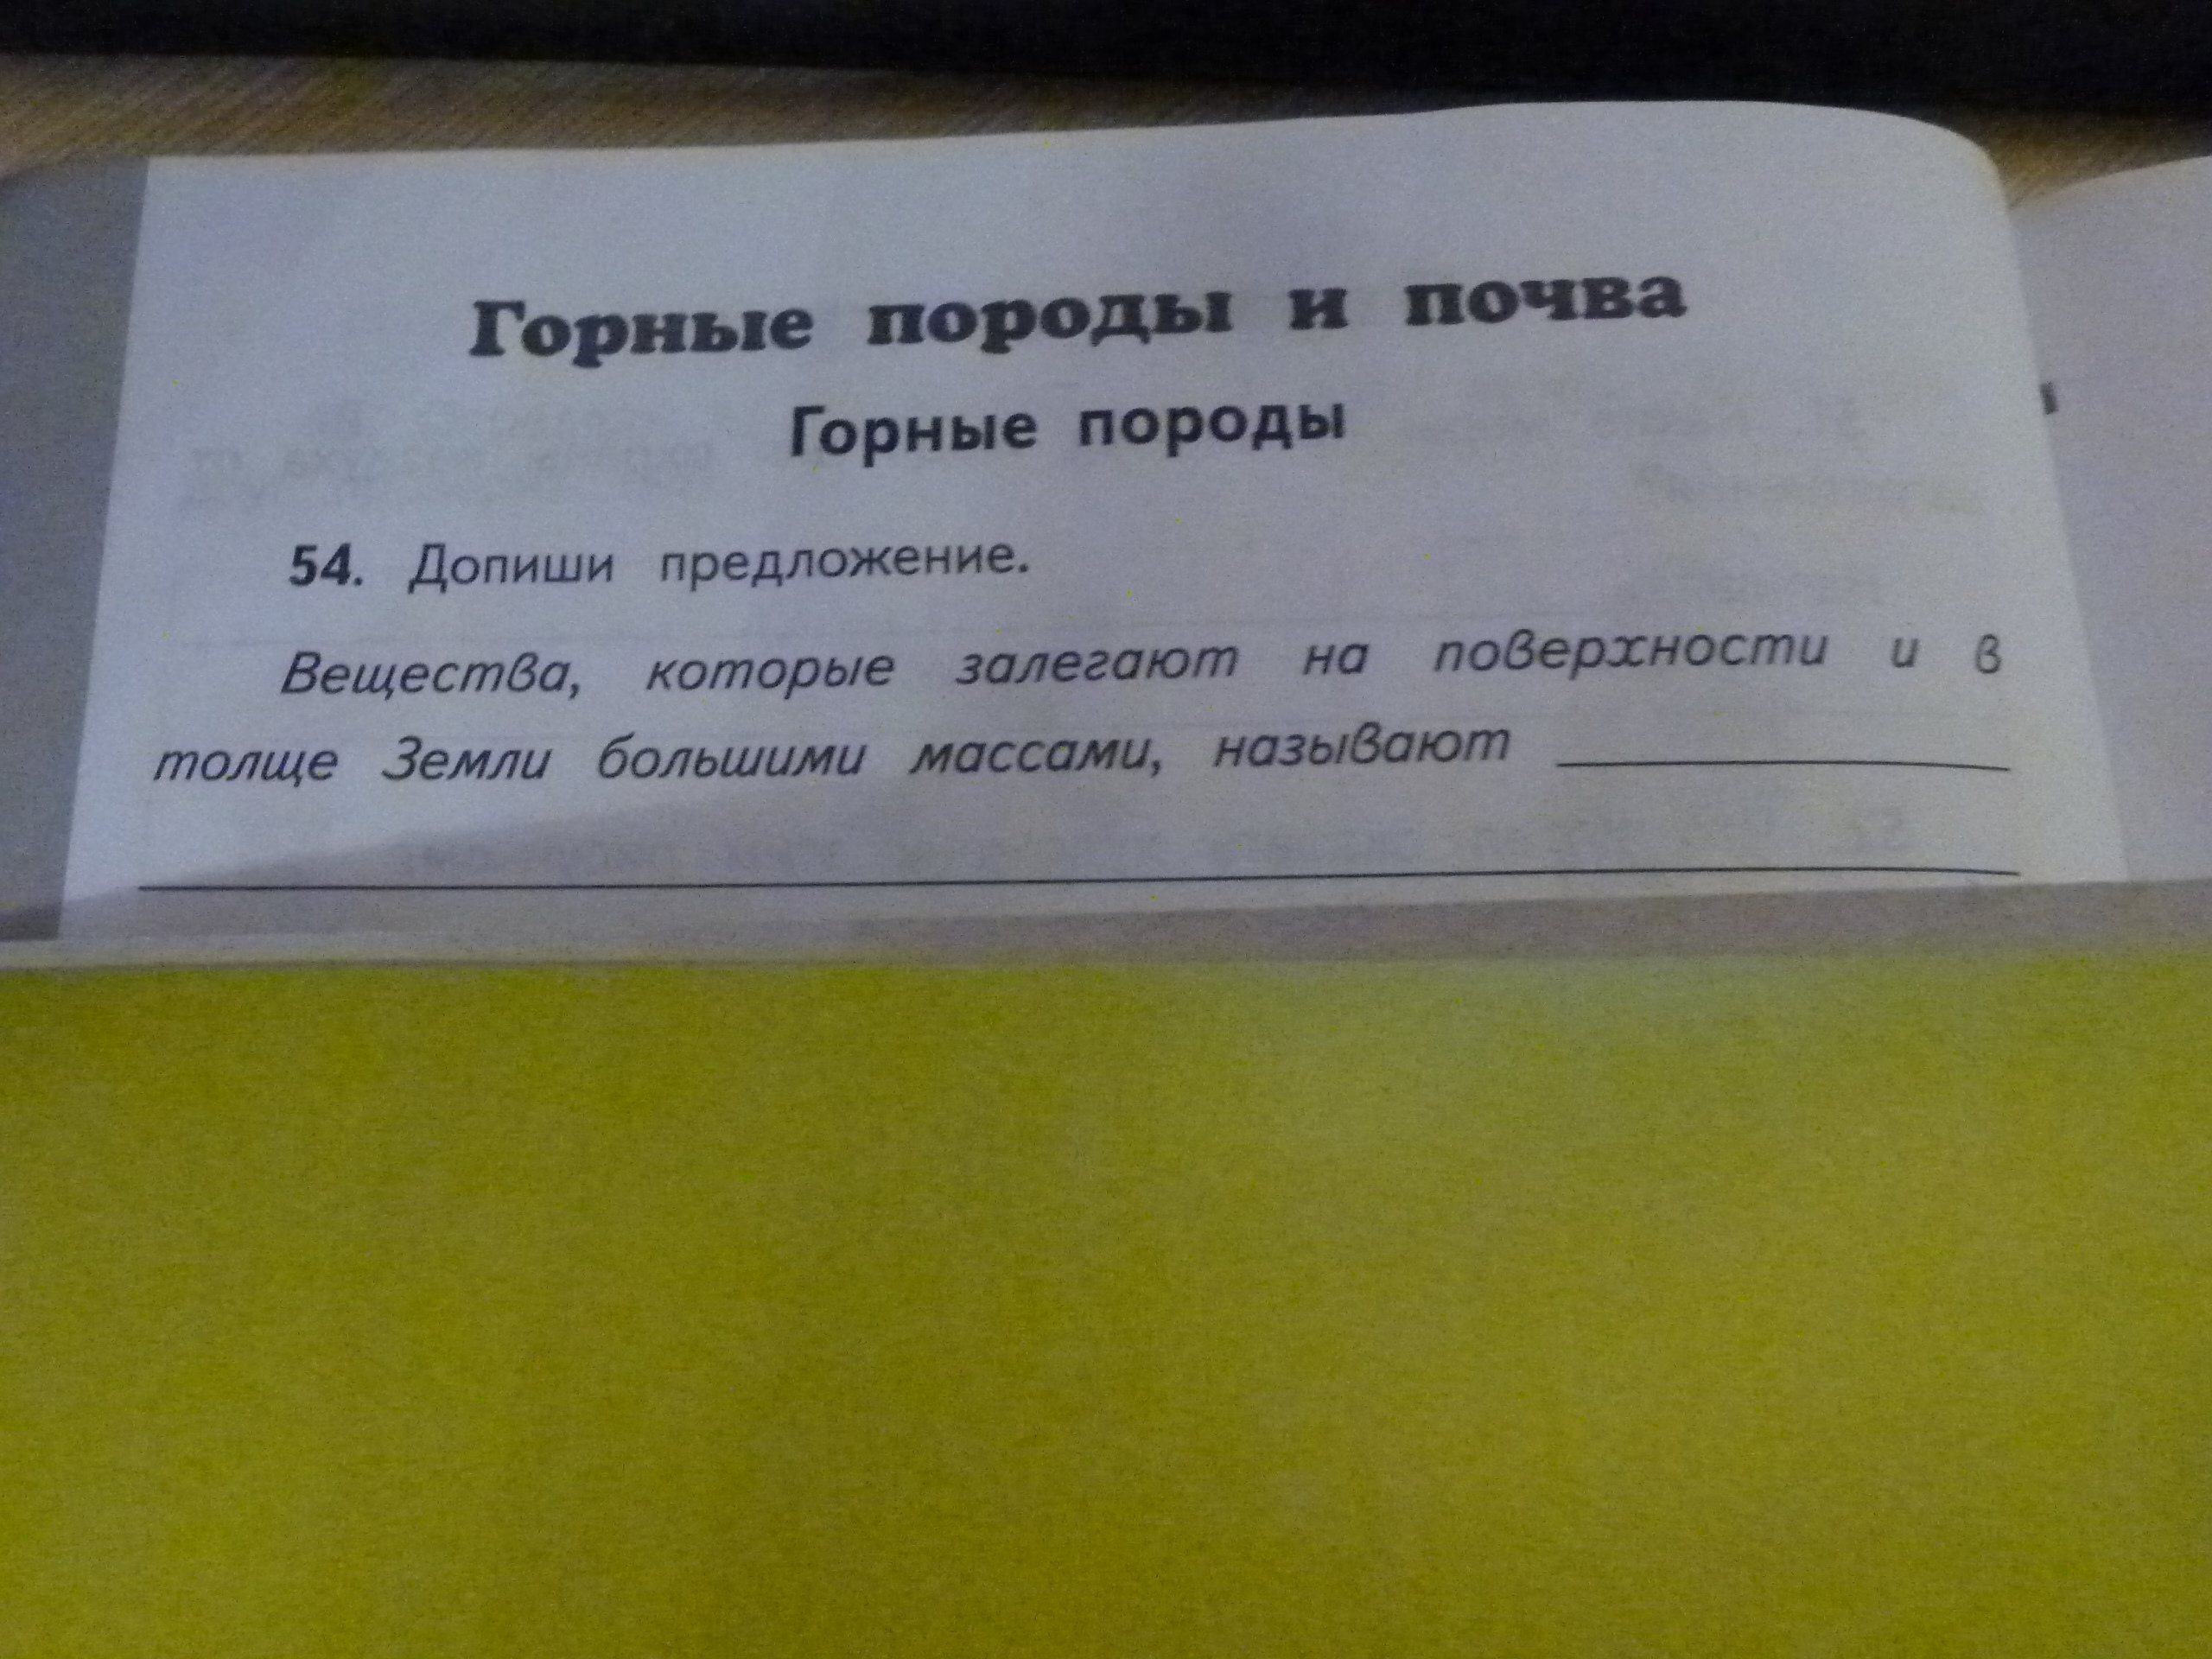 Горные породы и почва
Горные породы
54. Допиши предложение.
Вещества, которые залегают на поверхности и в
толще Земли большими массами, называют